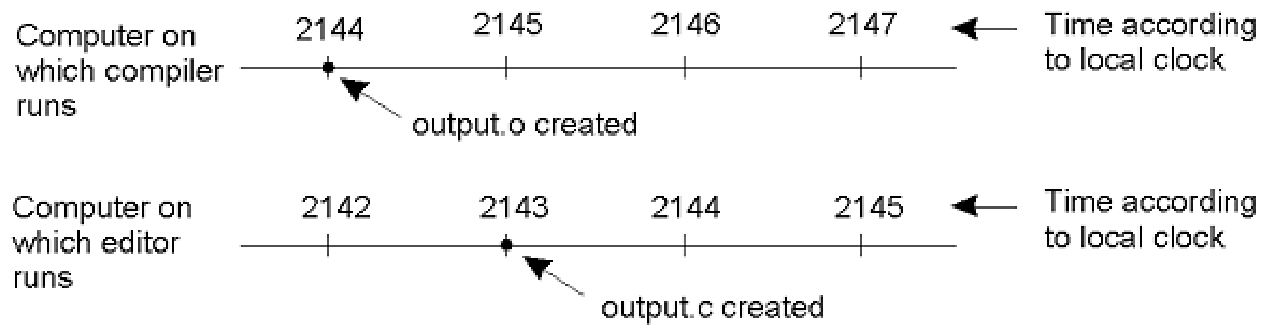 Computer on
which compiler
runs
2144 2145 2146 2147
Time according
to local clock
output.o created
Computer on
which editor
runs
2142 2143 2144 2145
Time according
to local clock
output.c created